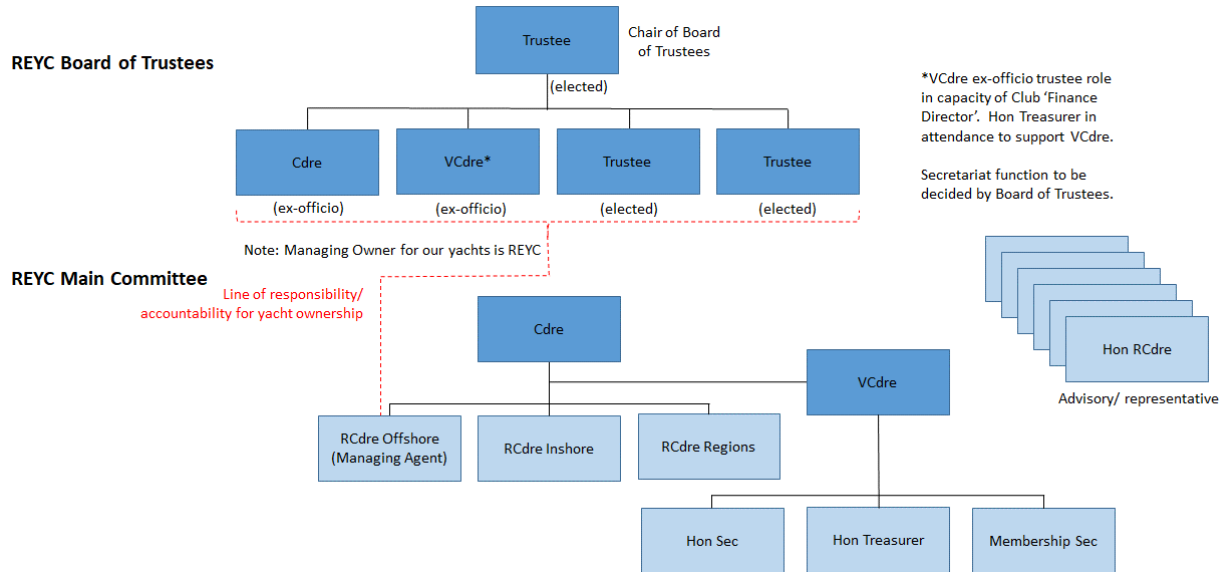 Trustee
Chair of Board
of Trustees
REYC Board of Trustees
(elected)
*VCdre ex-officio trustee role
in capacity of Club ‘Finance
Director’.  Hon Treasurer in
attendance to support VCdre.
Secretariat function to be
decided by Board of Trustees.
Cdre
VCdre*
Trustee
Trustee
(ex-officio)
(ex-officio)
(elected)
(elected)
Note: Managing Owner for our yachts is REYC
REYC Main Committee
Line of responsibility/
accountability for yacht ownership
Cdre
VCdre
Hon RCdre
Advisory/ representative
RCdre Offshore
(Managing Agent)
RCdre Inshore
RCdre Regions
Hon Sec
Hon Treasurer
Membership Sec